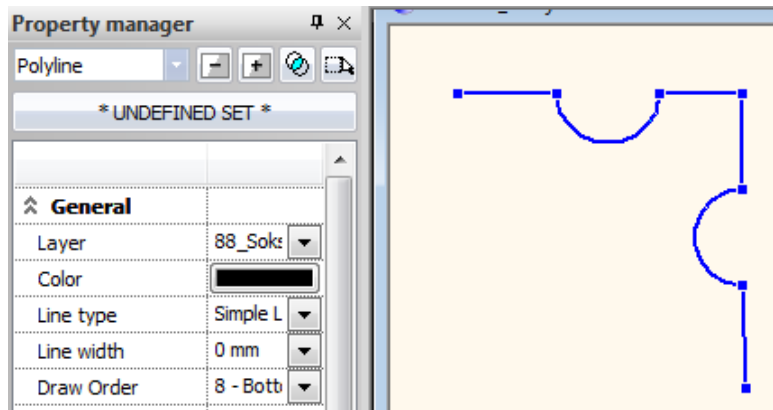 Property manager
Polyline
* UNDEFINED SET *
General
Layer 88_Soks
Color
Line type Simple L
Line width 0 mm
Draw Order 8 - Botto